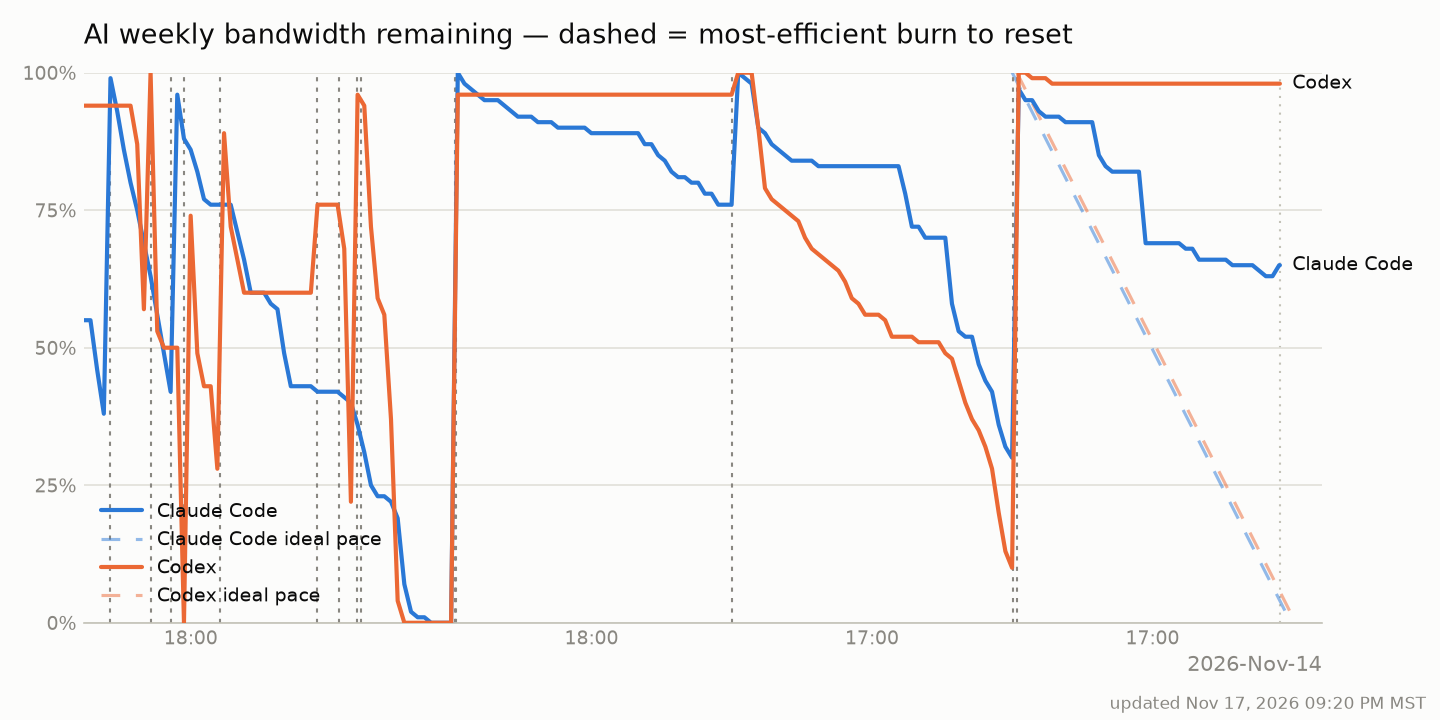 AI weekly bandwidth remaining — dashed = most-efficient burn to reset
100%
75%
50%
25%
0%
Codex
Claude Code
Claude Code
Claude Code ideal pace
Codex
Codex ideal pace
18:00
18:00
17:00
17:00
2026-Nov-14
updated Nov 17, 2026 09:20 PM MST